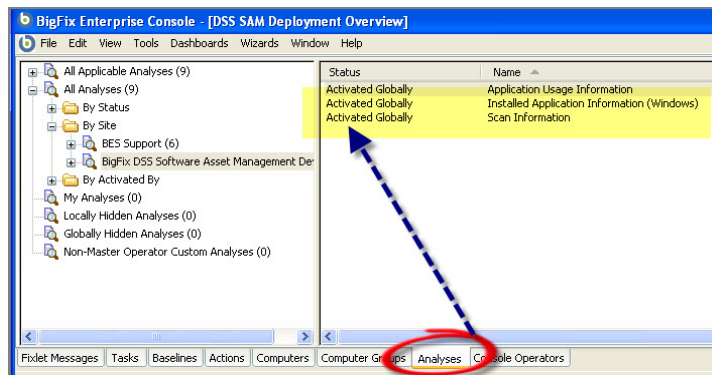 BigFix Enterprise Console - [DSS SAM Deployment Overview]
File Edit View Tools Dashboards Wizards Window Help
All Applicable Analyses (9)
All Analyses (9)
By Status
By Site
BES Support (6)
BigFix DSS Software Asset Management De
By Activated By
My Analyses (0)
Locally Hidden Analyses (0)
Globally Hidden Analyses (0)
Non-Master Operator Custom Analyses (0)
Status Name
Activated Globally Application Usage Information
Activated Globally Installed Application Information (Windows)
Activated Globally Scan Information
Fixlet Messages Tasks Baselines Actions Computers Computer Groups Analyses Console Operators